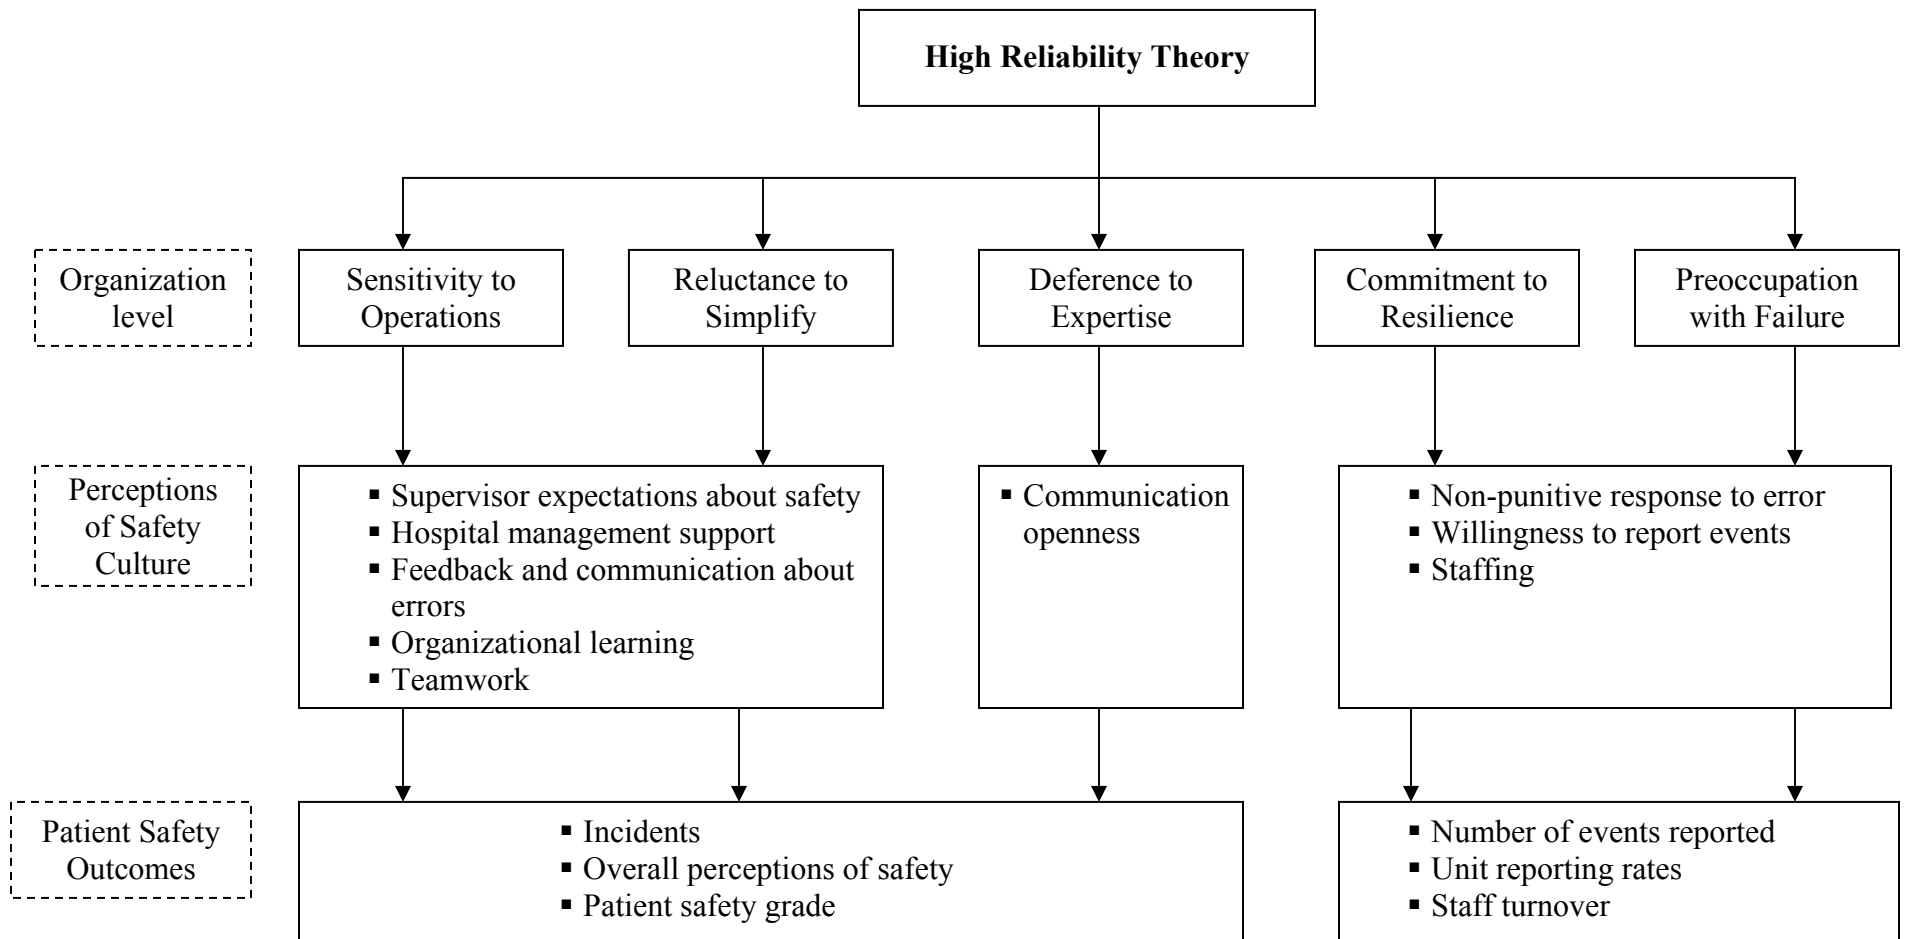 High Reliability Theory
Organization
level
Sensitivity to
Operations
Reluctance to
Simplify
Deference to
Expertise
Commitment to
Resilience
Preoccupation
with Failure
Perceptions
of Safety
Culture
▪ Supervisor expectations about safety
▪ Hospital management support
▪ Feedback and communication about
errors
▪ Organizational learning
▪ Teamwork
▪ Communication
openness
▪ Non-punitive response to error
▪ Willingness to report events
▪ Staffing
Patient Safety
Outcomes
▪ Incidents
▪ Overall perceptions of safety
▪ Patient safety grade
▪ Number of events reported
▪ Unit reporting rates
▪ Staff turnover